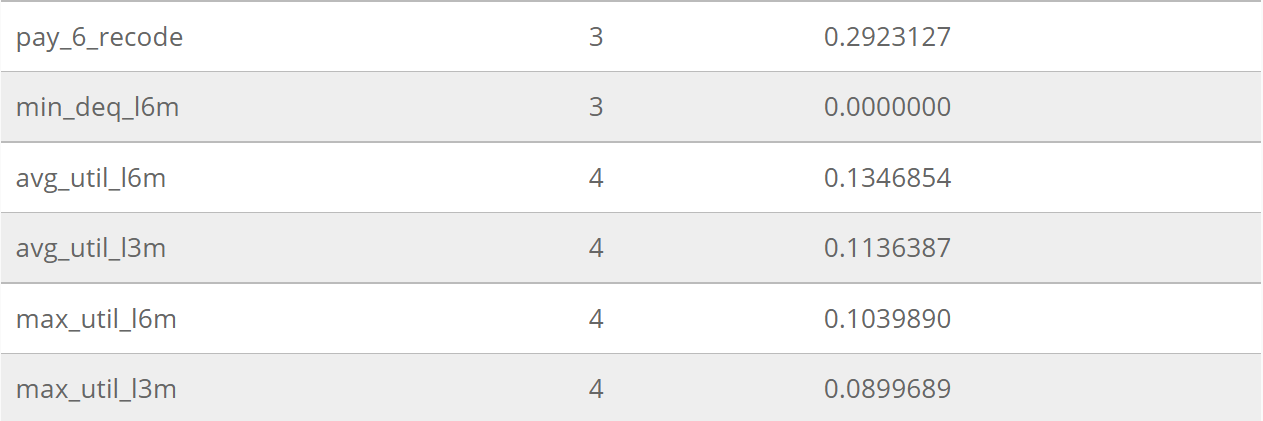 pay_6_recode 3 0.2923127
min_deq_l6m 3 0.0000000
avg_util_l6m 4 0.1346854
avg_util_l3m 4 0.1136387
max_util_l6m 4 0.1039890
max_util_l3m 4 0.0899689